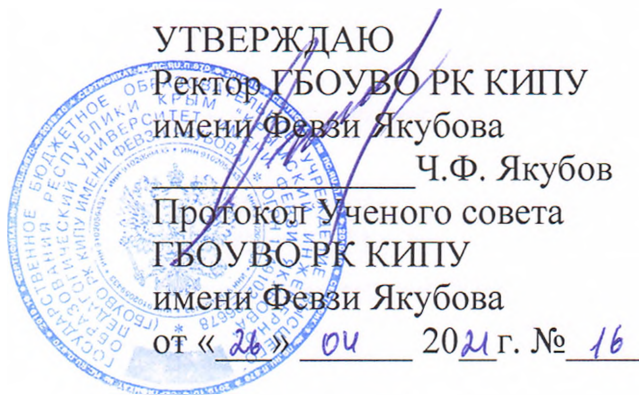 УТВЕРЖДАЮ
Ректор ГБОУВО РК КИПУ
имени Февзи Якубова
Ч.Ф. Якубов
Протокол Ученого совета
ГБОУВО РК КИПУ
имени Февзи Якубова
от «26» 04 2021г. № 16